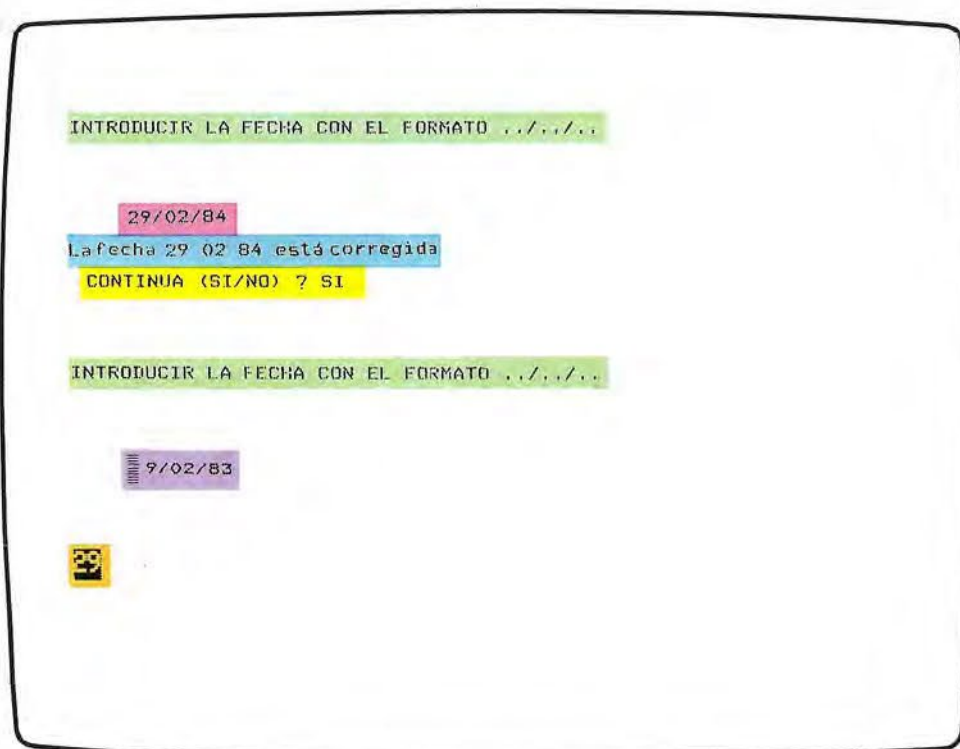 INTRODUCIR LA FECHA CON EL FORMATO ../../..
29/02/84
La fecha 29 02 84 está corregida
CONTINUA (SI/NO) ? SI
INTRODUCIR LA FECHA CON EL FORMATO ../../..
9/02/83
29